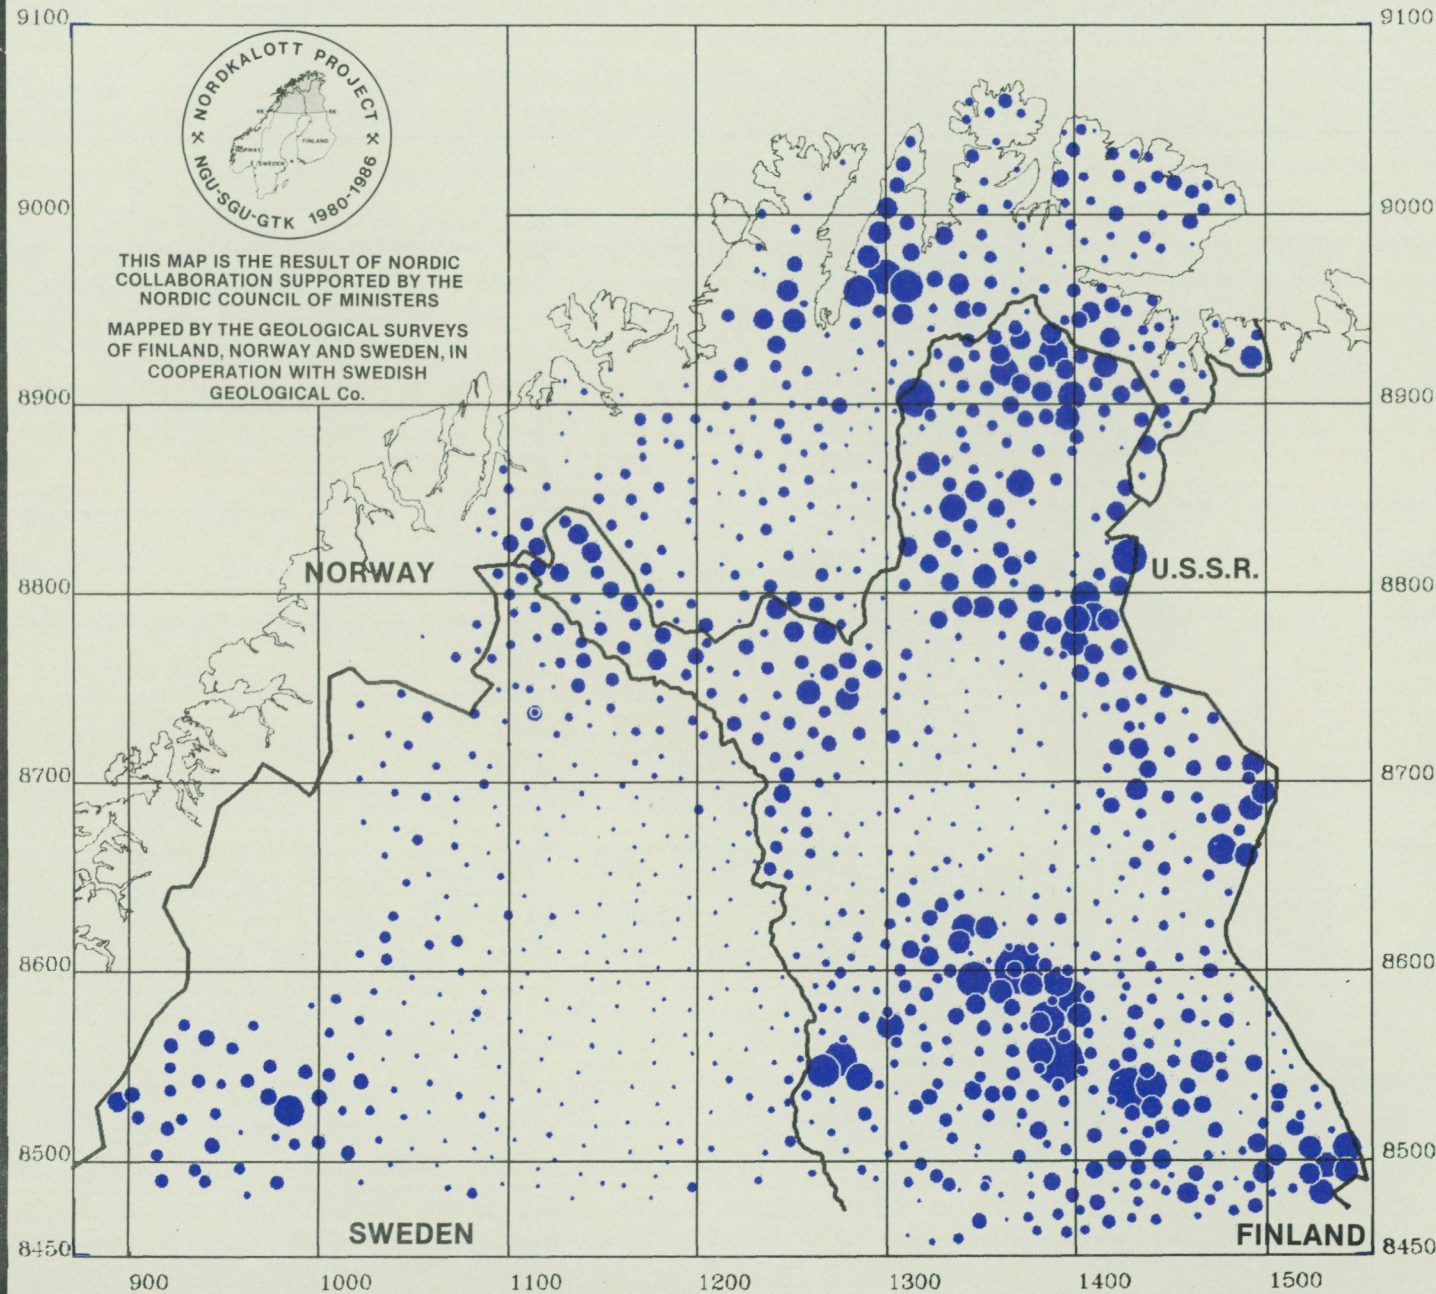 9100
9100
NORDKALOTT PROJECT
NORWAY
SWEDEN
FINLAND
NGU-SGU-GTK 1980-1986
9000
9000
THIS MAP IS THE RESULT OF NORDIC
COLLABORATION SUPPORTED BY THE
NORDIC COUNCIL OF MINISTERS
MAPPED BY THE GEOLOGICAL SURVEYS
OF FINLAND, NORWAY AND SWEDEN, IN
COOPERATION WITH SWEDISH
GEOLOGICAL Co.
8900
8900
NORWAY
U.S.S.R.
8800
8800
8700
8700
8600
8600
8500
8500
SWEDEN
FINLAND
8450
8450
900
1000
1100
1200
1300
1400
1500